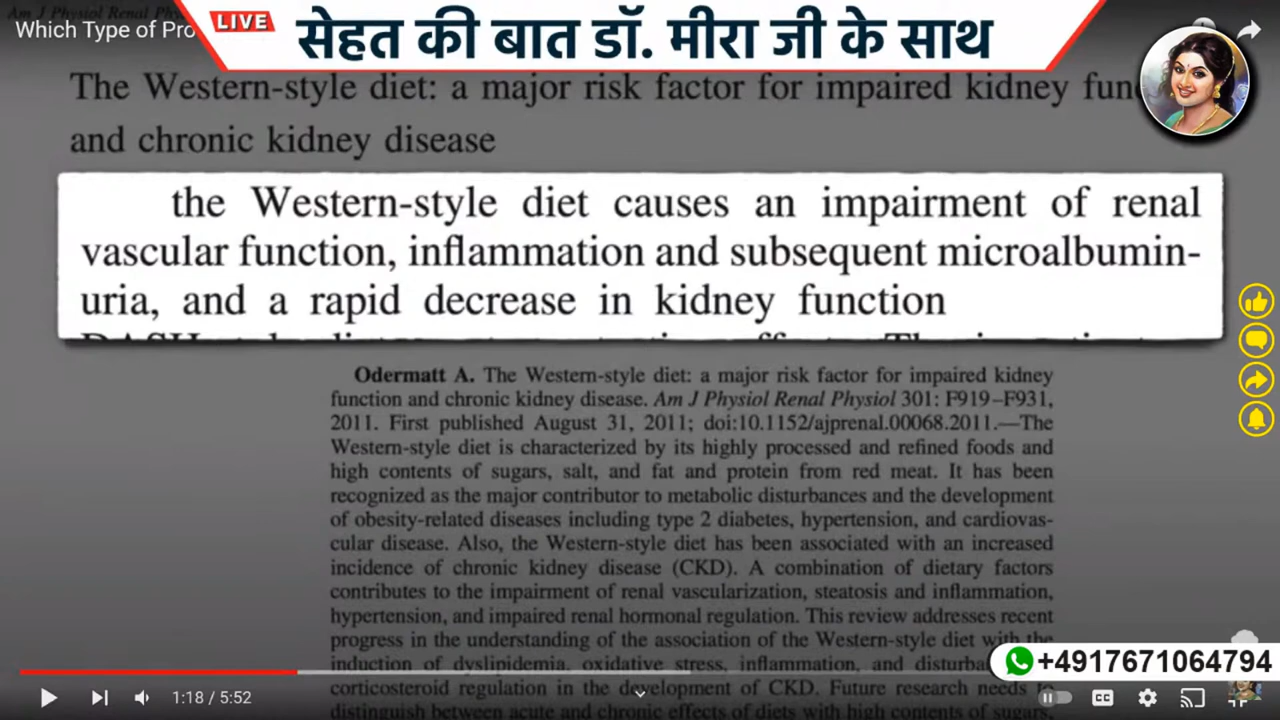 Am J Physiol Renal
Which Type of Pro
LIVE
सेहत की बात डॉ. मीरा जी के साथ
The Western-style diet: a major risk factor for impaired kidney
and chronic kidney disease
the Western-style diet causes an impairment of renal
vascular function, inflammation and subsequent microalbumin-
uria, and a rapid decrease in kidney function
Odermatt A. The Western-style diet: a major risk factor for impaired kidney
function and chronic kidney disease. Am J Physiol Renal Physiol 301: F919–F931,
2011. First published August 31, 2011; doi:10.1152/ajprenal.00068.2011.—The
Western-style diet is characterized by its highly processed and refined foods and
high contents of sugars, salt, and fat and protein from red meat. It has been
recognized as the major contributor to metabolic disturbances and the development
of obesity-related diseases including type 2 diabetes, hypertension, and cardiovas-
cular disease. Also, the Western-style diet has been associated with an increased
incidence of chronic kidney disease (CKD). A combination of dietary factors
contributes to the impairment of renal vascularization, steatosis and inflammation,
hypertension, and impaired renal hormonal regulation. This review addresses recent
progress in the understanding of the association of the Western-style diet with the
induction of dyslipidemia, oxidative stress, inflammation, and
corticosteroid regulation in the development of CKD. Future research needs to
distinguish between acute and chronic effects of diets with high contents of sugars,
+4917671064794
1:18 / 5:52
CC